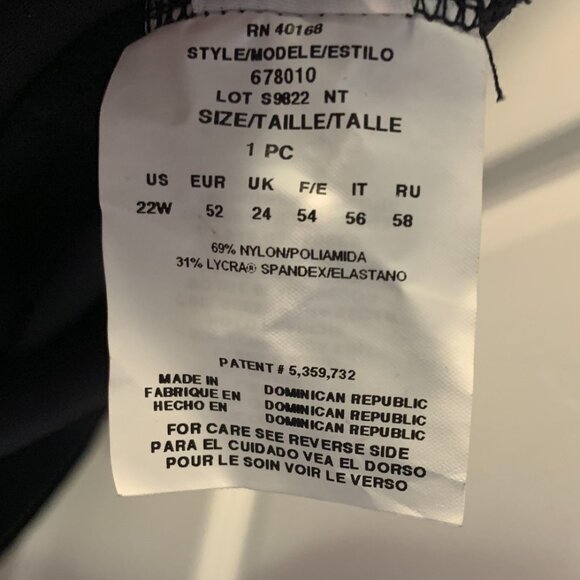 RN 40168
STYLE/MODELE/ESTILO
678010
LOT S9822 NT
SIZE/TAILLE/TALLE
1 PC
US EUR UK F/E IT RU
22W 52 24 54 56 58
69% NYLON/POLIAMIDA
31% LYCRA® SPANDEX/ELASTANO
PATENT # 5,359,732
MADE IN DOMINICAN REPUBLIC
FABRIQUE EN DOMINICAN REPUBLIC
HECHO EN DOMINICAN REPUBLIC
FOR CARE SEE REVERSE SIDE
PARA EL CUIDADO VEA EL DORSO
POUR LE SOIN VOIR LE VERSO